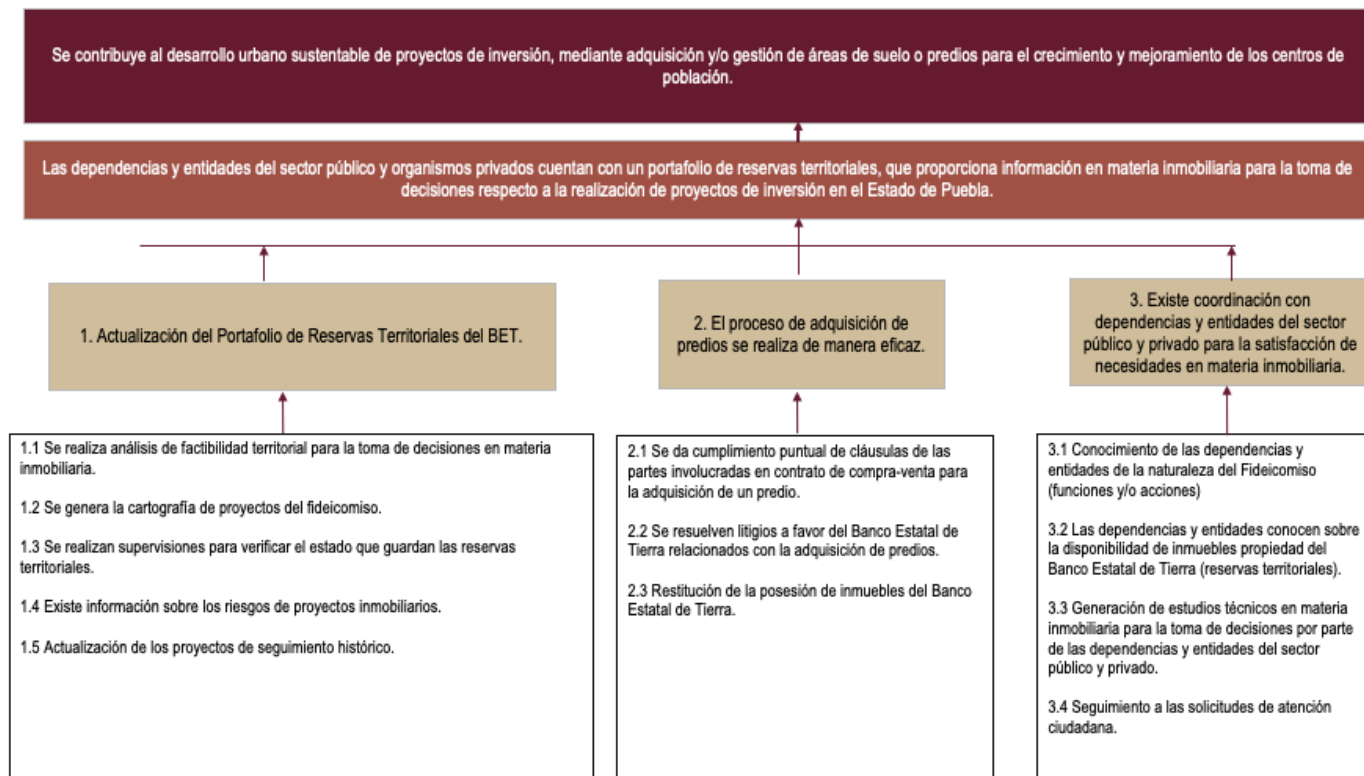 Se contribuye al desarrollo urbano sustentable de proyectos de inversión, mediante adquisición y/o gestión de áreas de suelo o predios para el crecimiento y mejoramiento de los centros de
población.
Las dependencias y entidades del sector público y organismos privados cuentan con un portafolio de reservas territoriales, que proporciona información en materia inmobiliaria para la toma de
decisiones respecto a la realización de proyectos de inversión en el Estado de Puebla.
1. Actualización del Portafolio de Reservas Territoriales del BET.
1.1 Se realiza análisis de factibilidad territorial para la toma de decisiones en materia
inmobiliaria.
1.2 Se genera la cartografía de proyectos del fideicomiso.
1.3 Se realizan supervisiones para verificar el estado que guardan las reservas
territoriales.
1.4 Existe información sobre los riesgos de proyectos inmobiliarios.
1.5 Actualización de los proyectos de seguimiento histórico.
2. El proceso de adquisición de
predios se realiza de manera eficaz.
2.1 Se da cumplimiento puntual de cláusulas de las
partes involucradas en contrato de compra-venta para
la adquisición de un predio.
2.2 Se resuelven litigios a favor del Banco Estatal de
Tierra relacionados con la adquisición de predios.
2.3 Restitución de la posesión de inmuebles del Banco
Estatal de Tierra.
3. Existe coordinación con
dependencias y entidades del sector
público y privado para la satisfacción de
necesidades en materia inmobiliaria.
3.1 Conocimiento de las dependencias y
entidades de la naturaleza del Fideicomiso
(funciones y/o acciones)
3.2 Las dependencias y entidades conocen sobre
la disponibilidad de inmuebles propiedad del
Banco Estatal de Tierra (reservas territoriales).
3.3 Generación de estudios técnicos en materia
inmobiliaria para la toma de decisiones por parte
de las dependencias y entidades del sector
público y privado.
3.4 Seguimiento a las solicitudes de atención
ciudadana.